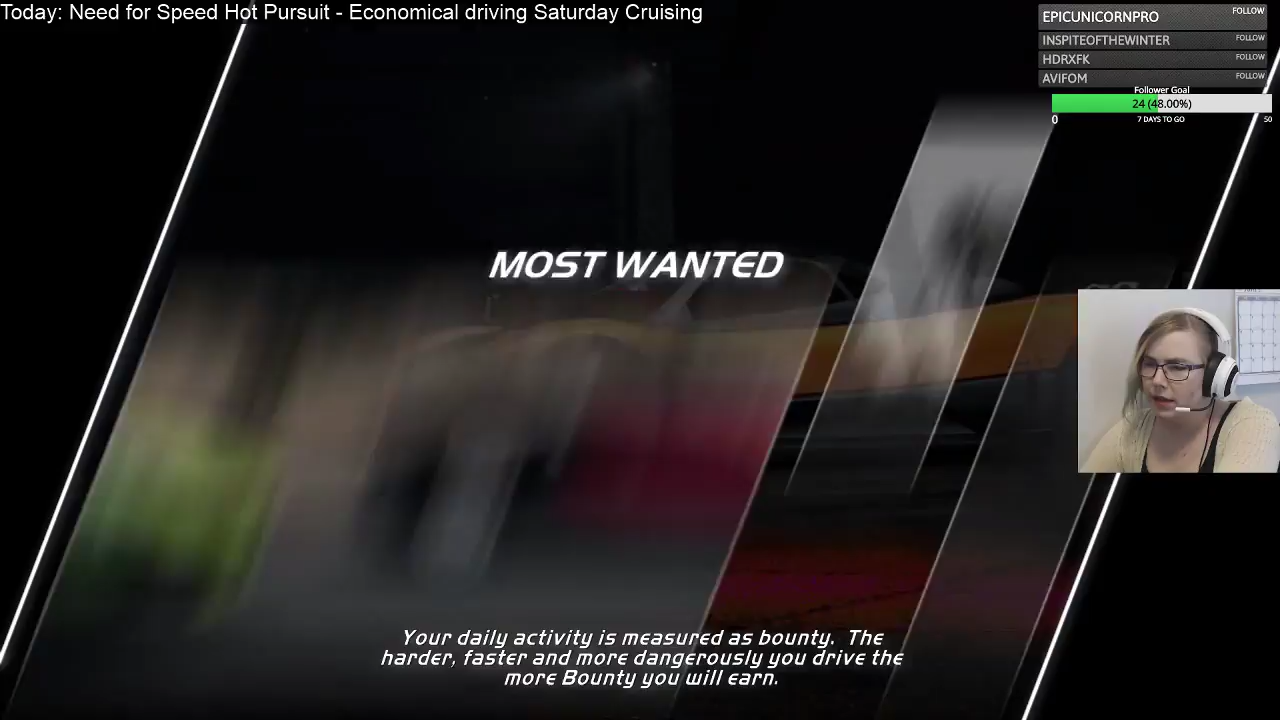 Today: Need for Speed Hot Pursuit - Economical driving Saturday Cruising
EPICUNICORNPRO FOLLOW
INSPITEOFTHEWINTER FOLLOW
HDRXFK FOLLOW
AVIFOM FOLLOW
Follower Goal
24 (48.00%)
0 7 DAYS TO GO 50
MOST WANTED
Your daily activity is measured as bounty. The
harder, faster and more dangerously you drive the
more Bounty you will earn.